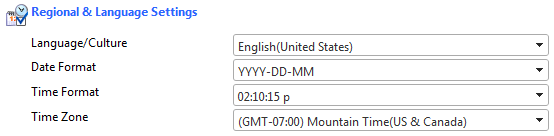 Regional & Language Settings
Language/Culture English(United States)
Date Format YYYY-DD-MM
Time Format 02:10:15 p
Time Zone (GMT-07:00) Mountain Time(US & Canada)